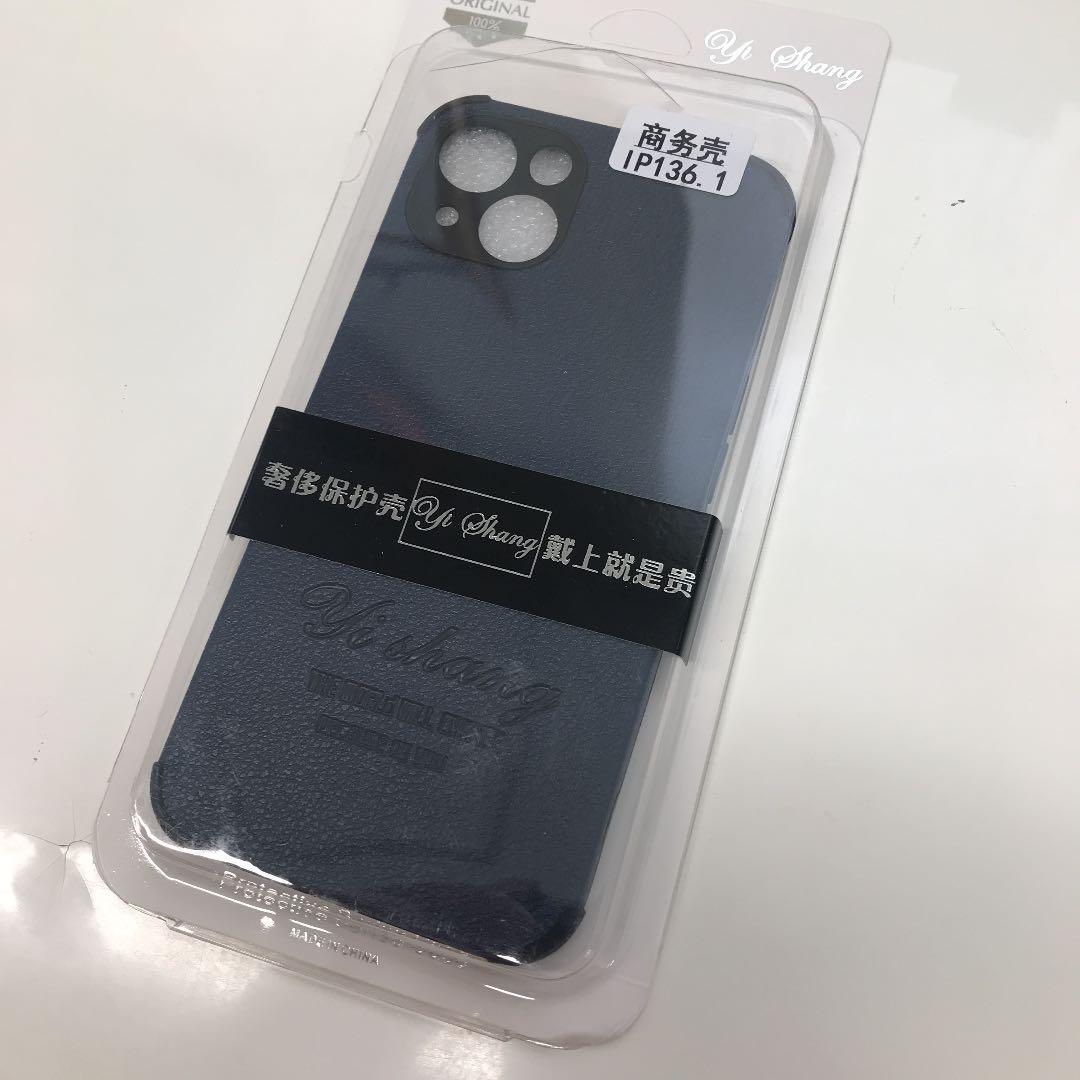 ORIGINAL
100%
Yi Shang
商务壳
IP136.1
奢侈保护壳 Yi Shang 戴上就是贵
Yi shang
Protective
MADE IN CHINA